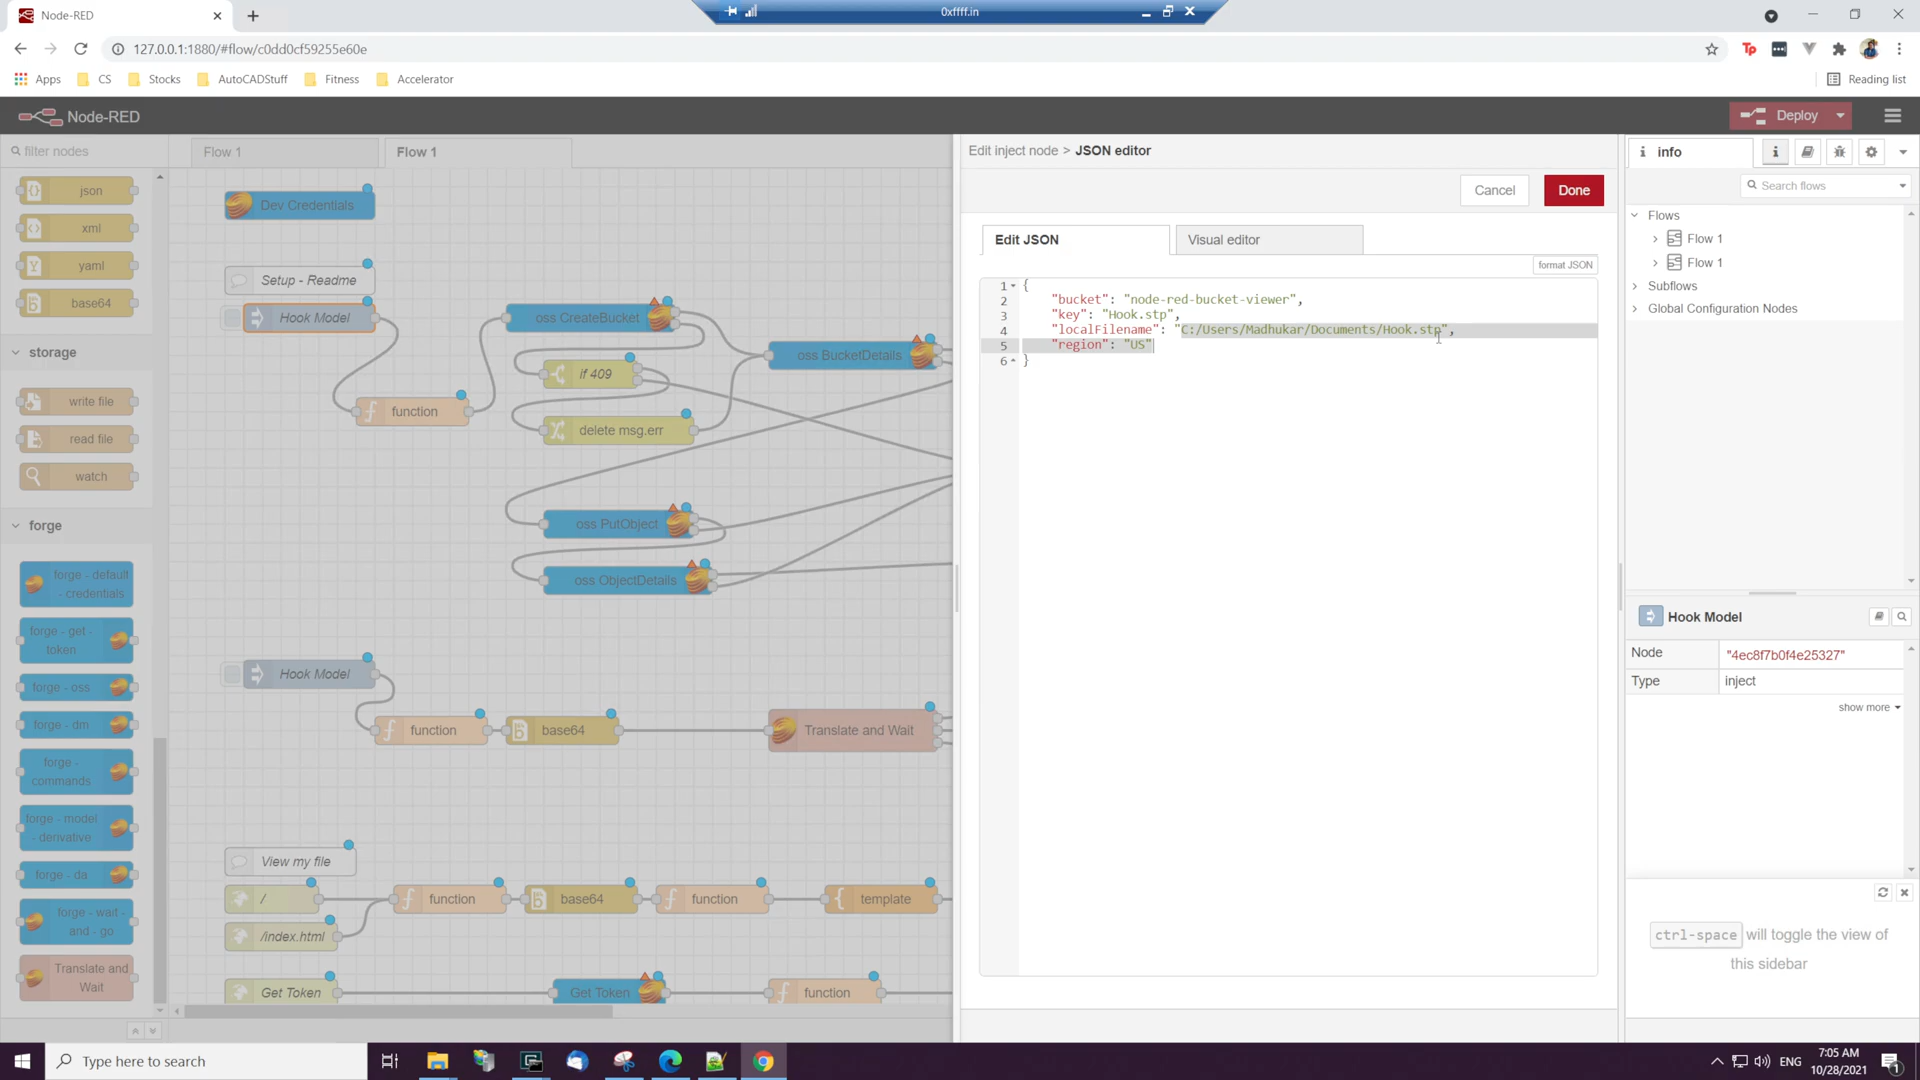 Node-RED
0xffff.in
127.0.0.1:1880/#flow/c0dd0cf59255e60e
Apps
CS
Stocks
AutoCADStuff
Fitness
Accelerator
Reading list
Node-RED
Deploy
filter nodes
Flow 1
Flow 1
Edit inject node > JSON editor
info
Cancel
Done
Search flows
Edit JSON
Visual editor
format JSON
1 {
2 "bucket": "node-red-bucket-viewer",
3 "key": "Hook.stp",
4 "localFilename": "C:/Users/Madhukar/Documents/Hook.stp",
5 "region": "US"
6 }
json
xml
yaml
base64
storage
write file
read file
watch
forge
forge - default - credentials
forge - get - token
forge - oss
forge - dm
forge - commands
forge - model - derivative
forge - da
forge - wait - and - go
Translate and Wait
Dev Credentials
Setup - Readme
Hook Model
oss CreateBucket
oss BucketDetails
if 409
function
delete msg.err
oss PutObject
oss ObjectDetails
Hook Model
function
base64
Translate and Wait
View my file
/
function
base64
function
template
/index.html
Get Token
Get Token
function
Flows
Flow 1
Flow 1
Subflows
Global Configuration Nodes
Hook Model
Node "4ec8f7b0f4e25327"
Type inject
show more
ctrl-space will toggle the view of
this sidebar
Type here to search
ENG
7:05 AM
10/28/2021
1